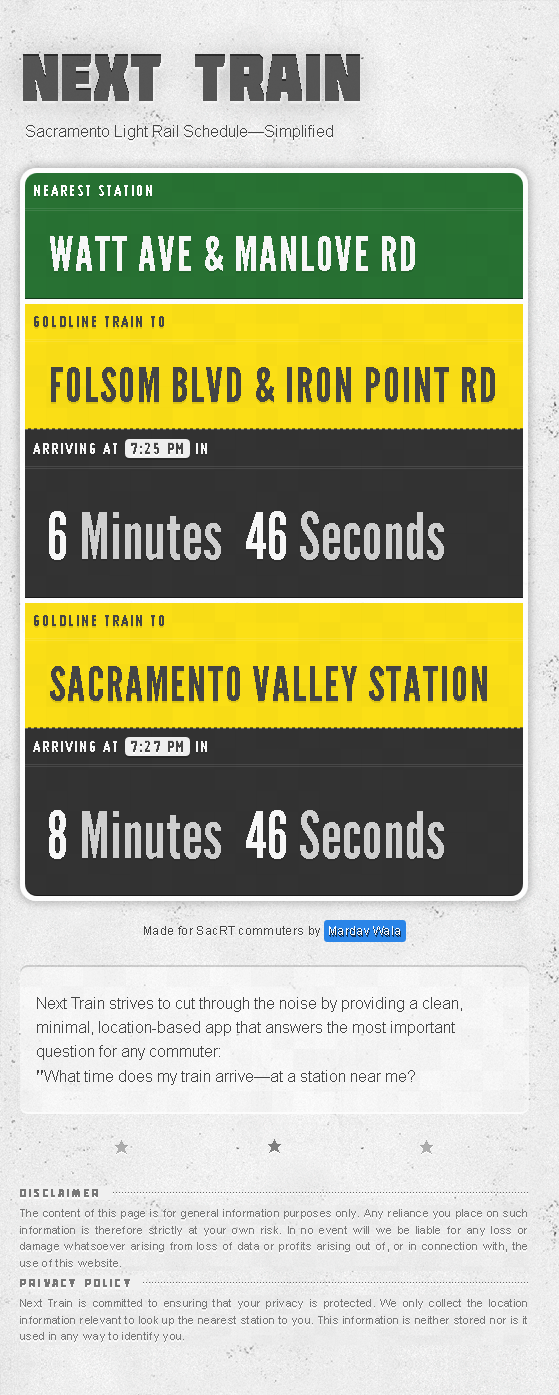 NEXT TRAIN
Sacramento Light Rail Schedule—Simplified
NEAREST STATION
WATT AVE & MANLOVE RD
GOLDLINE TRAIN TO
FOLSOM BLVD & IRON POINT RD
ARRIVING AT 7:25 PM IN
6 Minutes 46 Seconds
GOLDLINE TRAIN TO
SACRAMENTO VALLEY STATION
ARRIVING AT 7:27 PM IN
8 Minutes 46 Seconds
Made for SacRT commuters by Mardav Wala
Next Train strives to cut through the noise by providing a clean,
minimal, location-based app that answers the most important
question for any commuter:
"What time does my train arrive—at a station near me?
DISCLAIMER
The content of this page is for general information purposes only. Any reliance you place on such
information is therefore strictly at your own risk. In no event will we be liable for any loss or
damage whatsoever arising from loss of data or profits arising out of, or in connection with, the
use of this website.
PRIVACY POLICY
Next Train is committed to ensuring that your privacy is protected. We only collect the location
information relevant to look up the nearest station to you. This information is neither stored nor is it
used in any way to identify you.